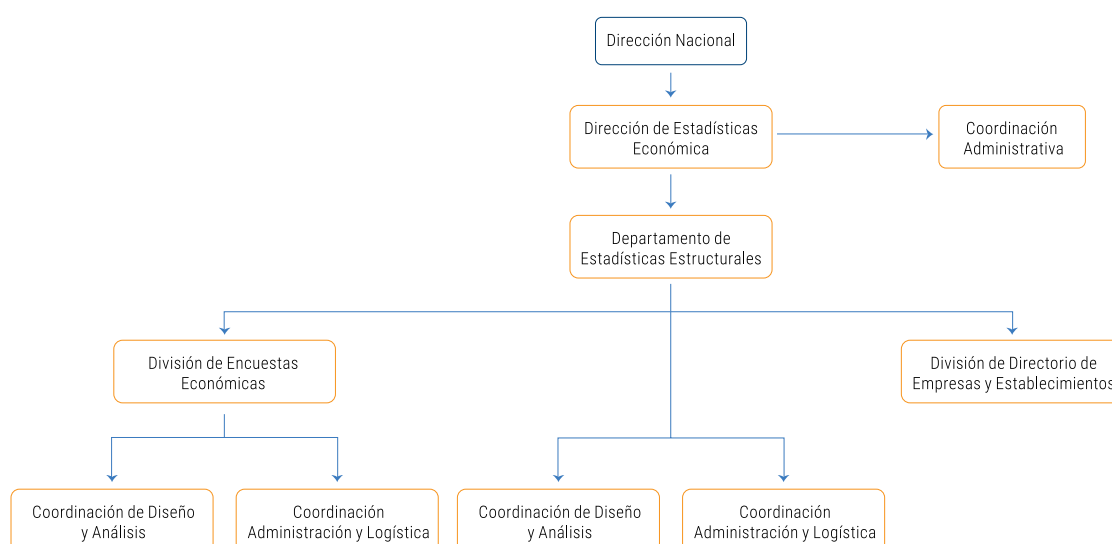 Dirección Nacional
Dirección de Estadísticas
Económica
Coordinación
Administrativa
Departamento de
Estadísticas Estructurales
División de Encuestas
Económicas
División de Directorio de
Empresas y Establecimientos
Coordinación de Diseño
y Análisis
Coordinación
Administración y Logística
Coordinación de Diseño
y Análisis
Coordinación
Administración y Logística